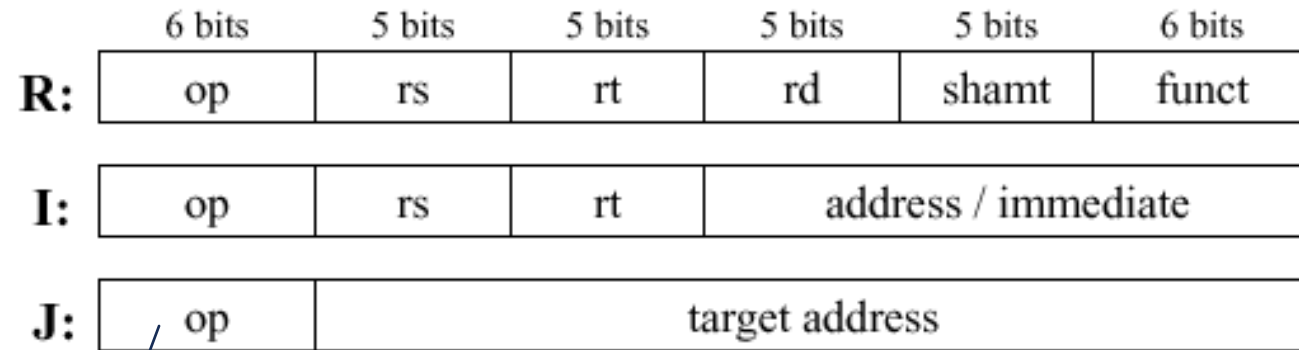 6 bits 5 bits 5 bits 5 bits 5 bits 6 bits
R: op rs rt rd shamt funct
I: op rs rt address / immediate
J: op target address